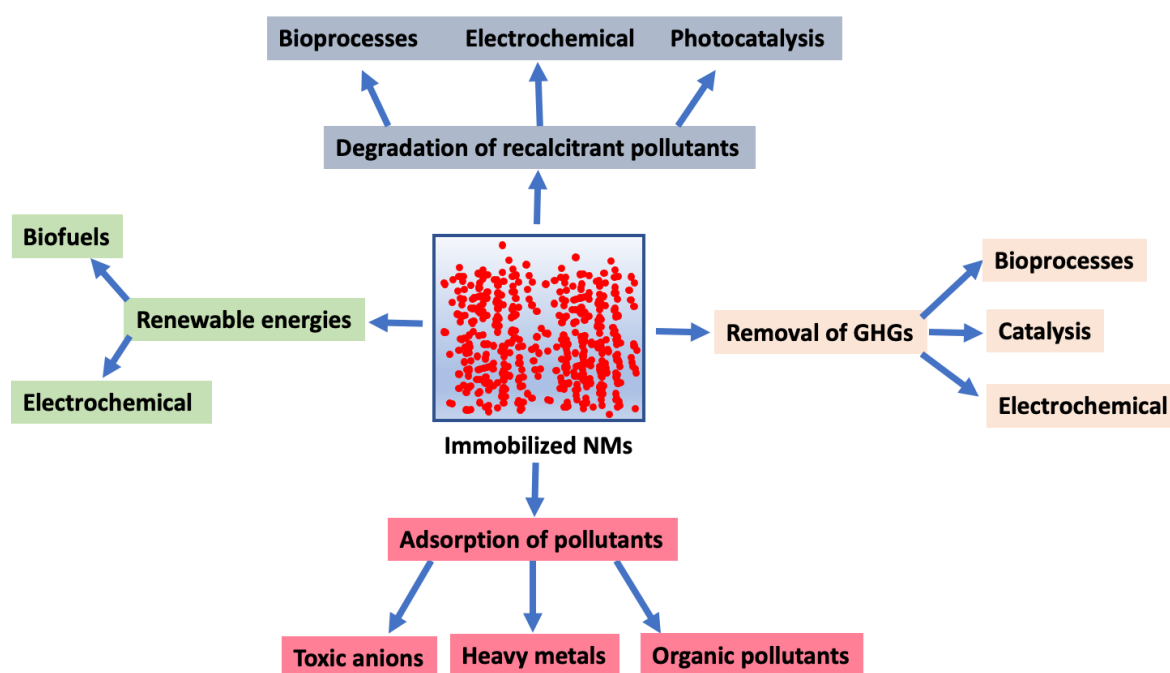 Bioprocesses Electrochemical Photocatalysis
Degradation of recalcitrant pollutants
Biofuels
Renewable energies
Electrochemical
Bioprocesses
Removal of GHGs
Catalysis
Electrochemical
Immobilized NMs
Adsorption of pollutants
Toxic anions
Heavy metals
Organic pollutants